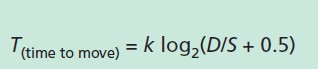 T(time to move) = k log₂(D/S + 0.5)